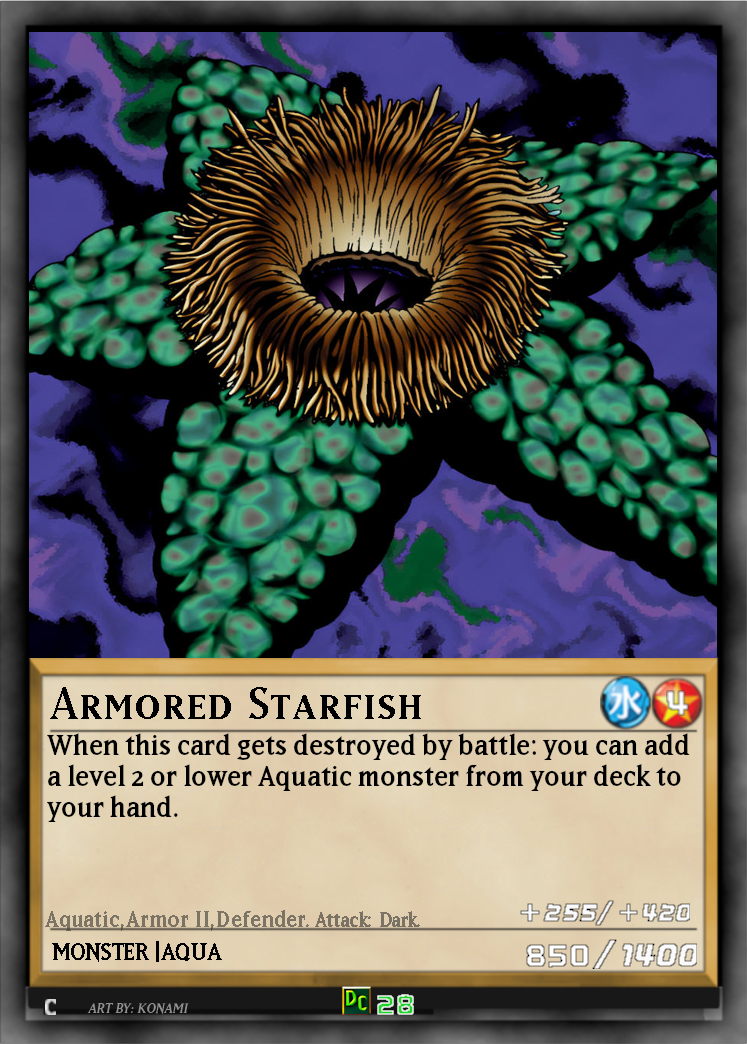 Armored Starfish 水 4
When this card gets destroyed by battle: you can add
a level 2 or lower Aquatic monster from your deck to
your hand.
Aquatic,Armor II,Defender. Attack: Dark. +255/+420
MONSTER |AQUA 850/1400
C ART BY: KONAMI DC 28